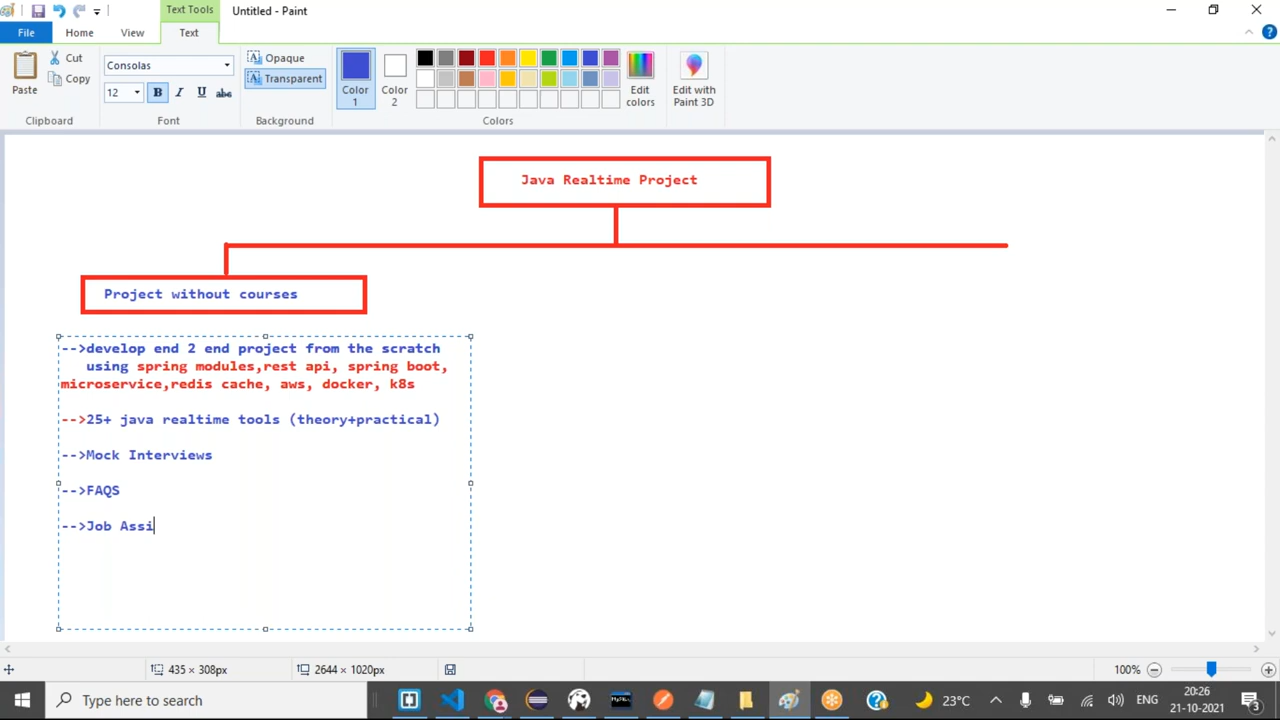 Text Tools
Untitled - Paint
File
Home
View
Text
Paste
Cut
Copy
Clipboard
Consolas
12
B
I
U
abc
Font
Opaque
Transparent
Background
Color 1
Color 2
Edit colors
Colors
Edit with Paint 3D
Java Realtime Project
Project without courses
-->develop end 2 end project from the scratch
using spring modules,rest api, spring boot,
microservice,redis cache, aws, docker, k8s
-->25+ java realtime tools (theory+practical)
-->Mock Interviews
-->FAQS
-->Job Assi
435 × 308px
2644 × 1020px
100%
Type here to search
23°C
ENG
20:26
21-10-2021
3